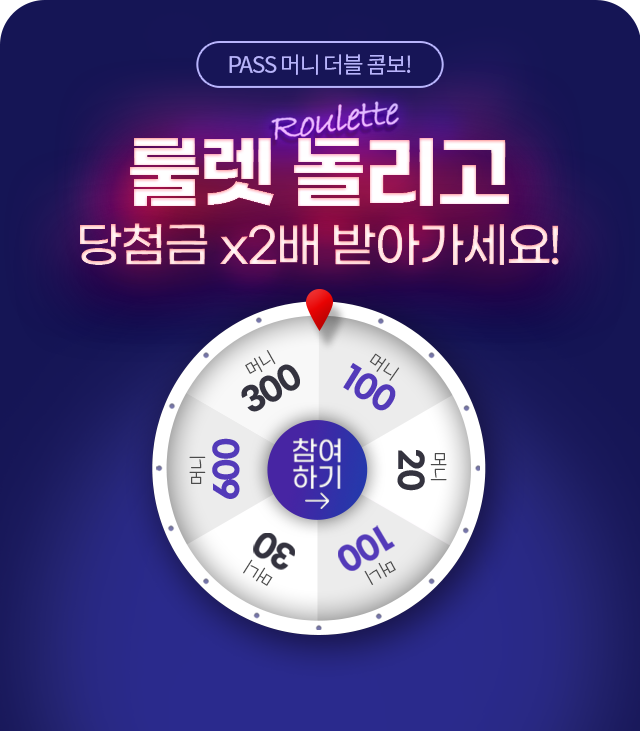 PASS 머니 더블 콤보!
Roulette
룰렛 돌리고
당첨금 x2배 받아가세요!
머니
300
머니
100
머니
600
머니
20
머니
30
머니
100
참여
하기
→